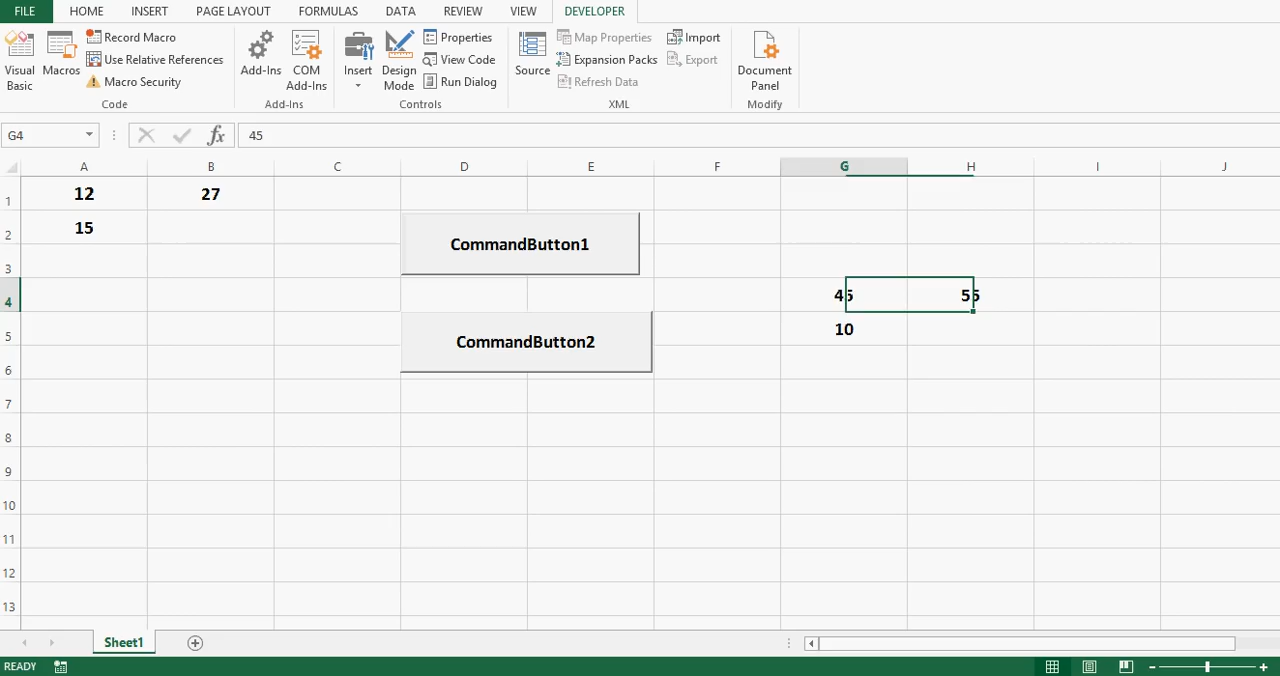 FILE HOME INSERT PAGE LAYOUT FORMULAS DATA REVIEW VIEW DEVELOPER
Visual Basic
Macros
Record Macro
Use Relative References
Macro Security
Code
Add-Ins
COM Add-Ins
Add-Ins
Insert
Design Mode
Properties
View Code
Run Dialog
Controls
Source
Map Properties
Expansion Packs
Refresh Data
Import
Export
XML
Document Panel
Modify
G4 fx 45
A B C D E F G H I J
1 12 27
2 15
CommandButton1
3
4 45 55
5 10
CommandButton2
6
7
8
9
10
11
12
13
Sheet1
READY